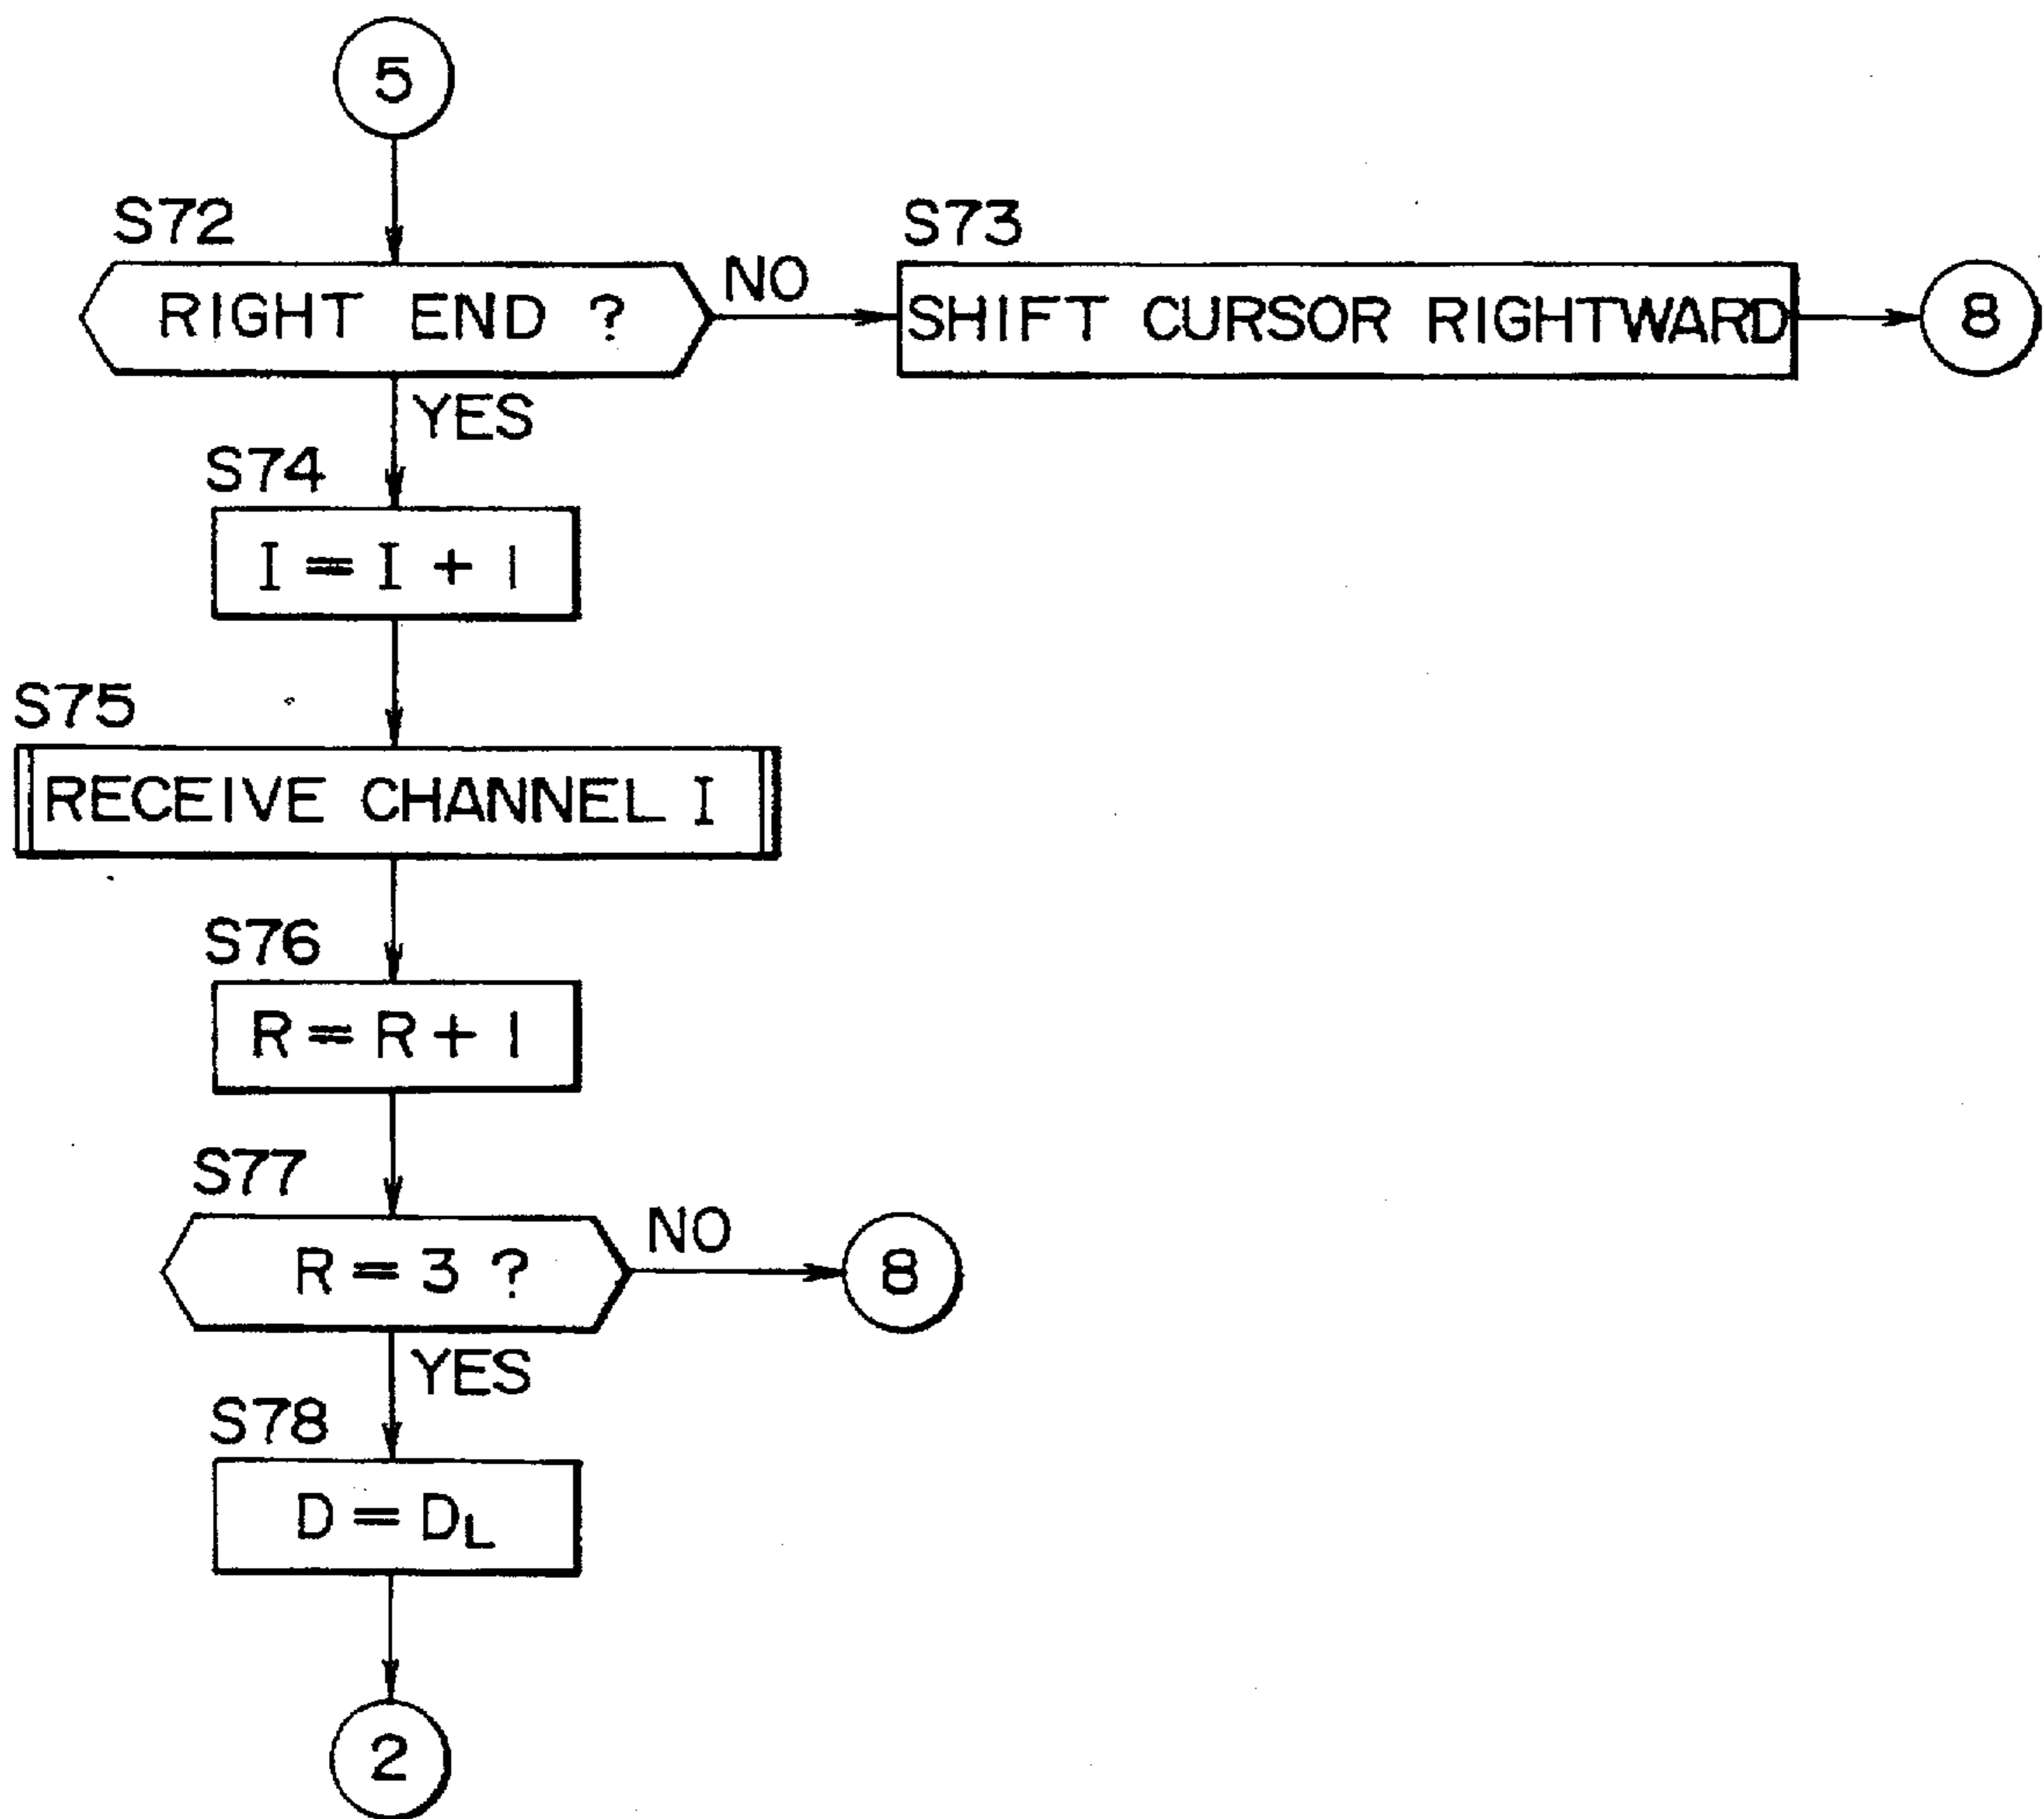 5
S72
RIGHT END ?
NO
S73
SHIFT CURSOR RIGHTWARD
8
YES
S74
I = I + 1
S75
RECEIVE CHANNEL I
S76
R = R + 1
S77
R = 3 ?
NO
8
YES
S78
D = DL
2